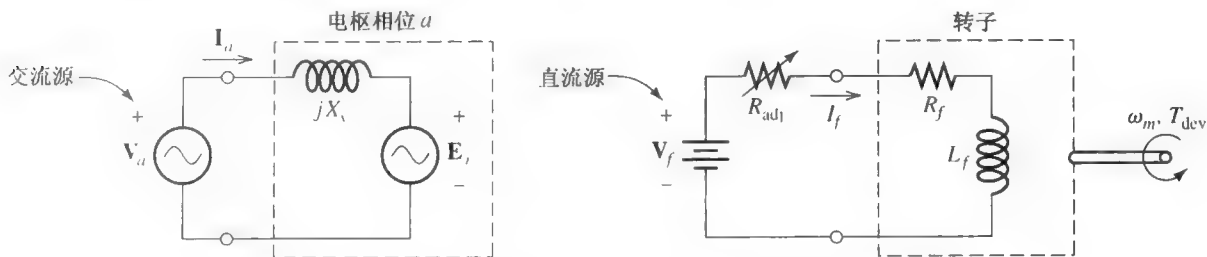 电枢相位 a
I_a
交流源
+
V_a
-
jX_s
+
E_r
-
转子
直流源
+
V_f
-
R_adj
I_f
R_f
L_f
ω_m, T_dev